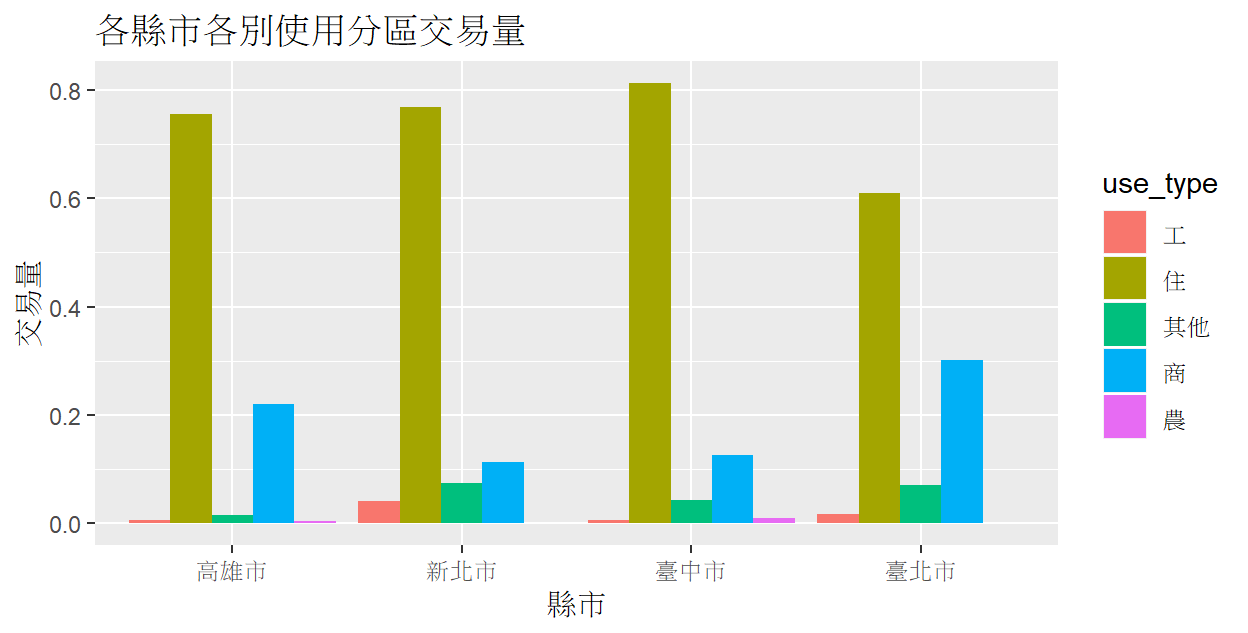 各縣市各別使用分區交易量
交易量
0.8
0.6
0.4
0.2
0.0
高雄市 新北市 臺中市 臺北市
縣市
use_type
工
住
其他
商
農